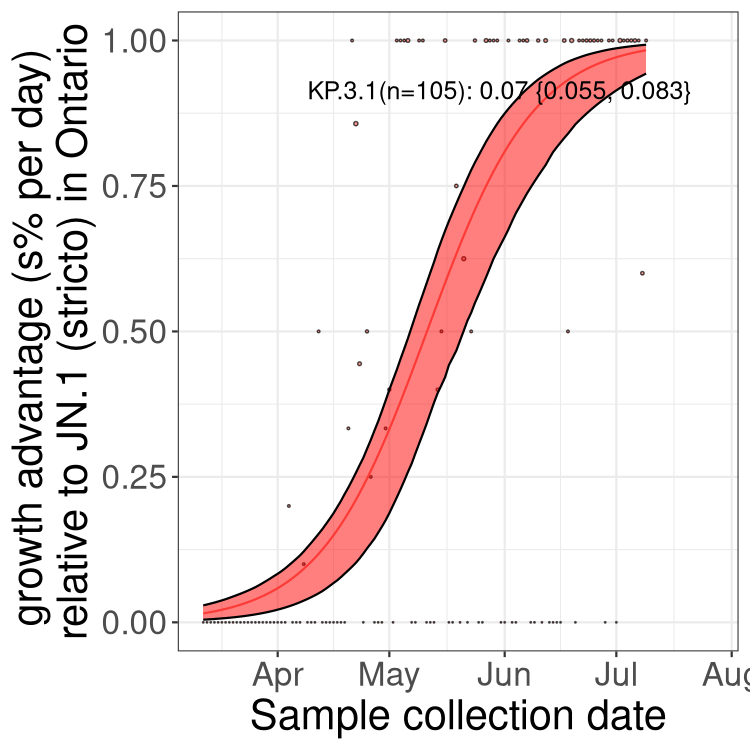 growth advantage (s% per day)
relative to JN.1 (stricto) in Ontario
1.00
0.75
0.50
0.25
0.00
KP.3.1(n=105): 0.07 {0.055, 0.083}
Apr May Jun Jul Aug
Sample collection date